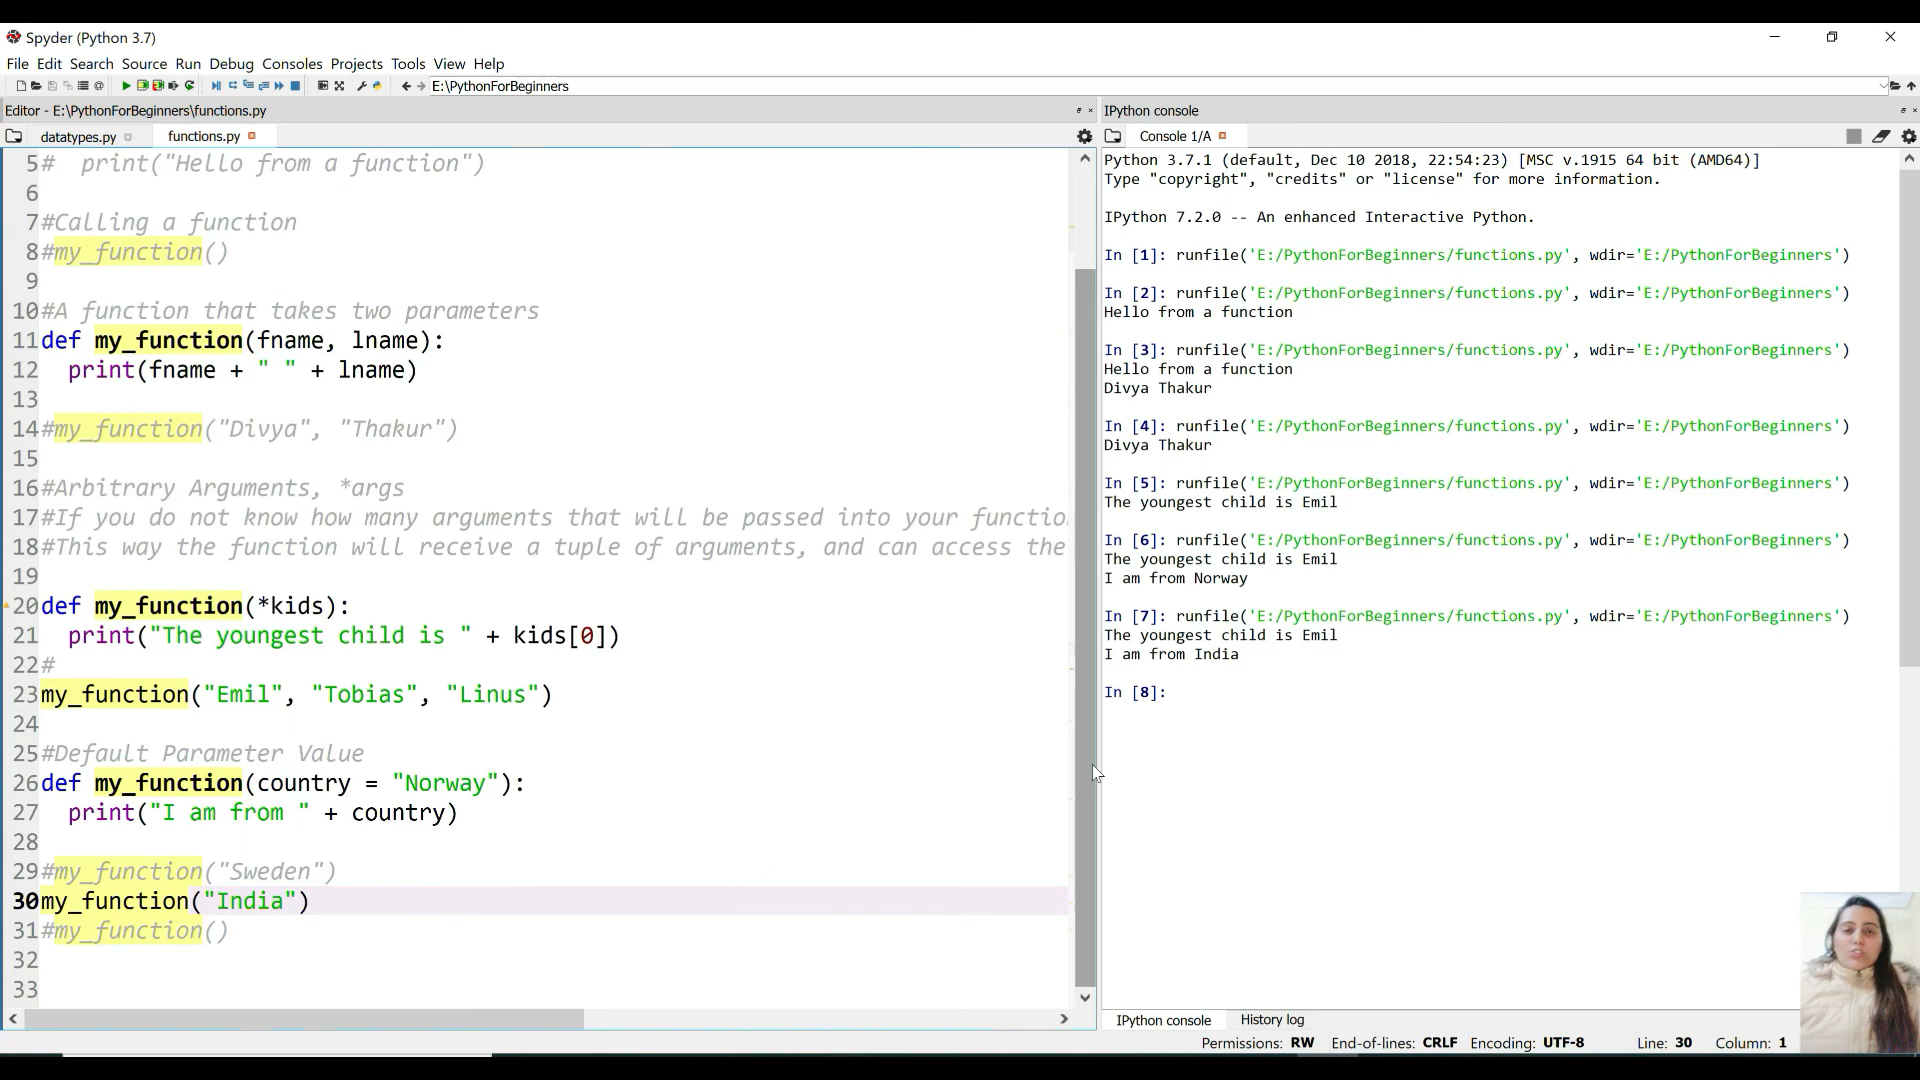 Spyder (Python 3.7)
File Edit Search Source Run Debug Consoles Projects Tools View Help
E:\PythonForBeginners
Editor - E:\PythonForBeginners\functions.py
datatypes.py
functions.py
5#  print("Hello from a function")
6
7#Calling a function
8#my_function()
9
10#A function that takes two parameters
11def my_function(fname, lname):
12  print(fname + " " + lname)
13
14#my_function("Divya", "Thakur")
15
16#Arbitrary Arguments, *args
17#If you do not know how many arguments that will be passed into your functio
18#This way the function will receive a tuple of arguments, and can access the
19
20def my_function(*kids):
21  print("The youngest child is " + kids[0])
22#
23my_function("Emil", "Tobias", "Linus")
24
25#Default Parameter Value
26def my_function(country = "Norway"):
27  print("I am from " + country)
28
29#my_function("Sweden")
30my_function("India")
31#my_function()
32
33
IPython console
Console 1/A
Python 3.7.1 (default, Dec 10 2018, 22:54:23) [MSC v.1915 64 bit (AMD64)]
Type "copyright", "credits" or "license" for more information.
IPython 7.2.0 -- An enhanced Interactive Python.
In [1]: runfile('E:/PythonForBeginners/functions.py', wdir='E:/PythonForBeginners')
In [2]: runfile('E:/PythonForBeginners/functions.py', wdir='E:/PythonForBeginners')
Hello from a function
In [3]: runfile('E:/PythonForBeginners/functions.py', wdir='E:/PythonForBeginners')
Hello from a function
Divya Thakur
In [4]: runfile('E:/PythonForBeginners/functions.py', wdir='E:/PythonForBeginners')
Divya Thakur
In [5]: runfile('E:/PythonForBeginners/functions.py', wdir='E:/PythonForBeginners')
The youngest child is Emil
In [6]: runfile('E:/PythonForBeginners/functions.py', wdir='E:/PythonForBeginners')
The youngest child is Emil
I am from Norway
In [7]: runfile('E:/PythonForBeginners/functions.py', wdir='E:/PythonForBeginners')
The youngest child is Emil
I am from India
In [8]:
IPython console
History log
Permissions: RW End-of-lines: CRLF Encoding: UTF-8 Line: 30 Column: 1